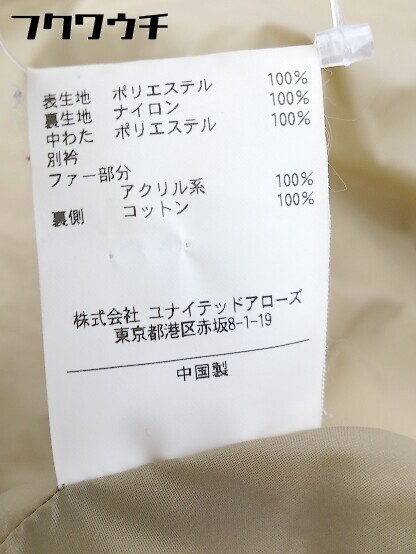 フクワウチ
表生地 ポリエステル 100%
裏生地 ナイロン 100%
中わた ポリエステル 100%
別衿
ファー部分
アクリル系 100%
裏側 コットン 100%
株式会社 ユナイテッドアローズ
東京都港区赤坂8-1-19
中国製